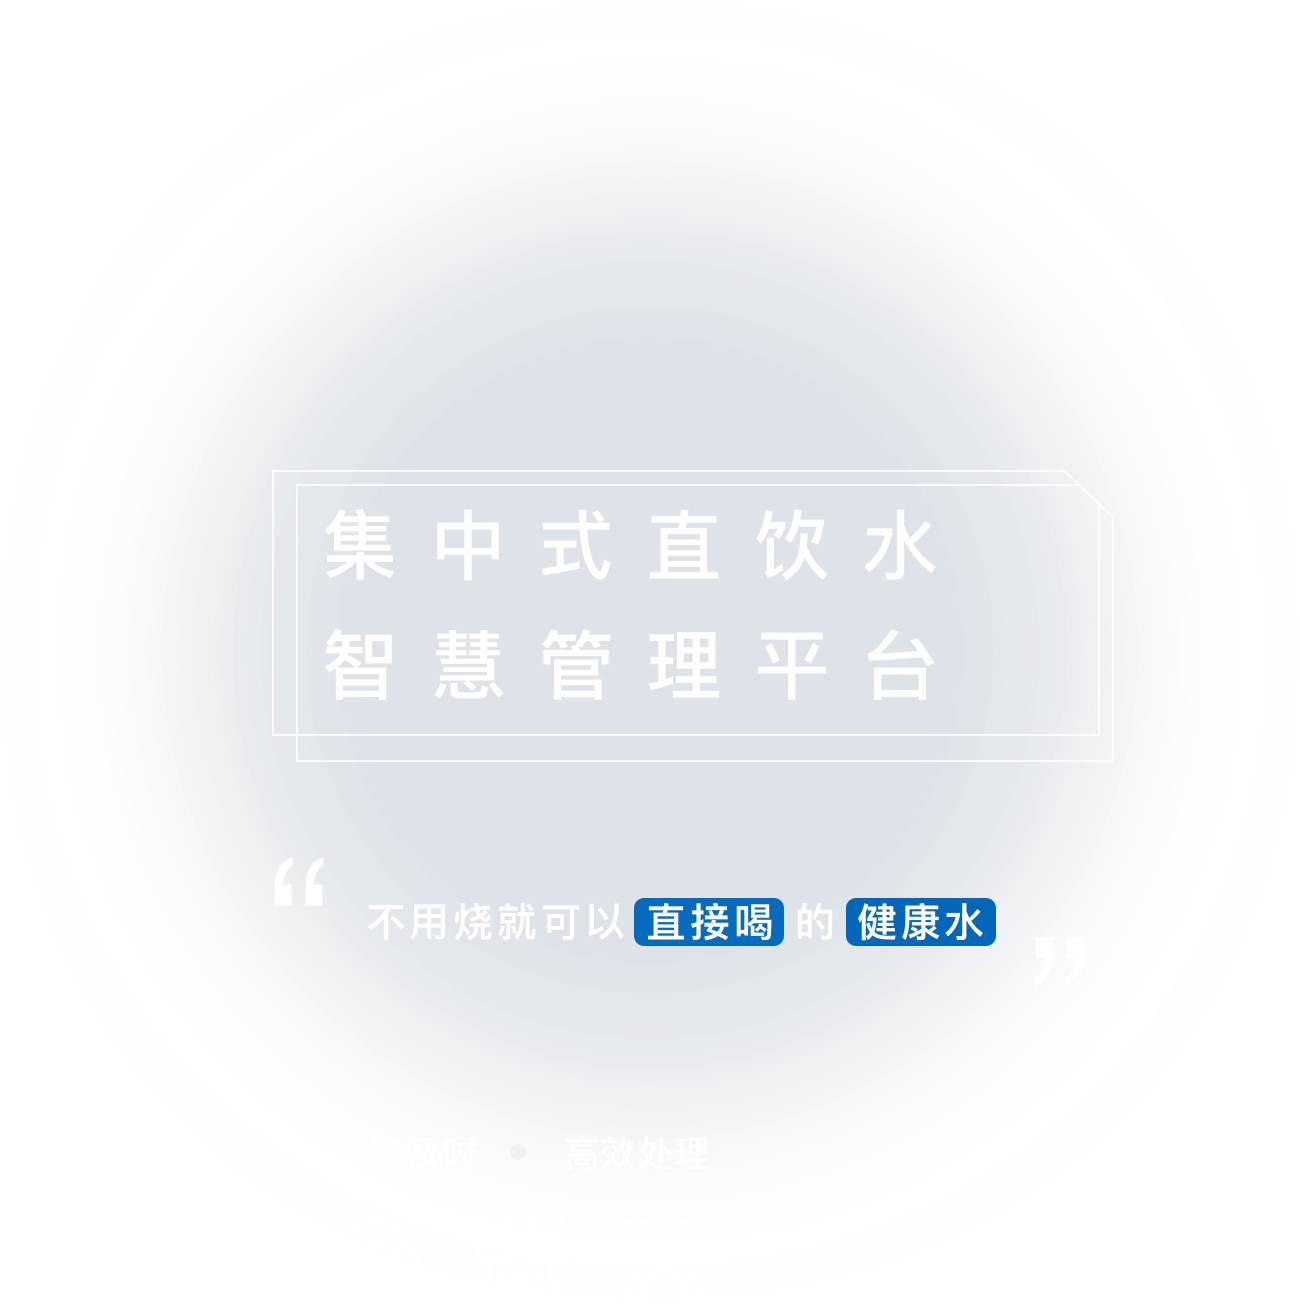 集中式直饮水
智慧管理平台
“不用烧就可以直接喝的健康水”
及时 • 高效处理